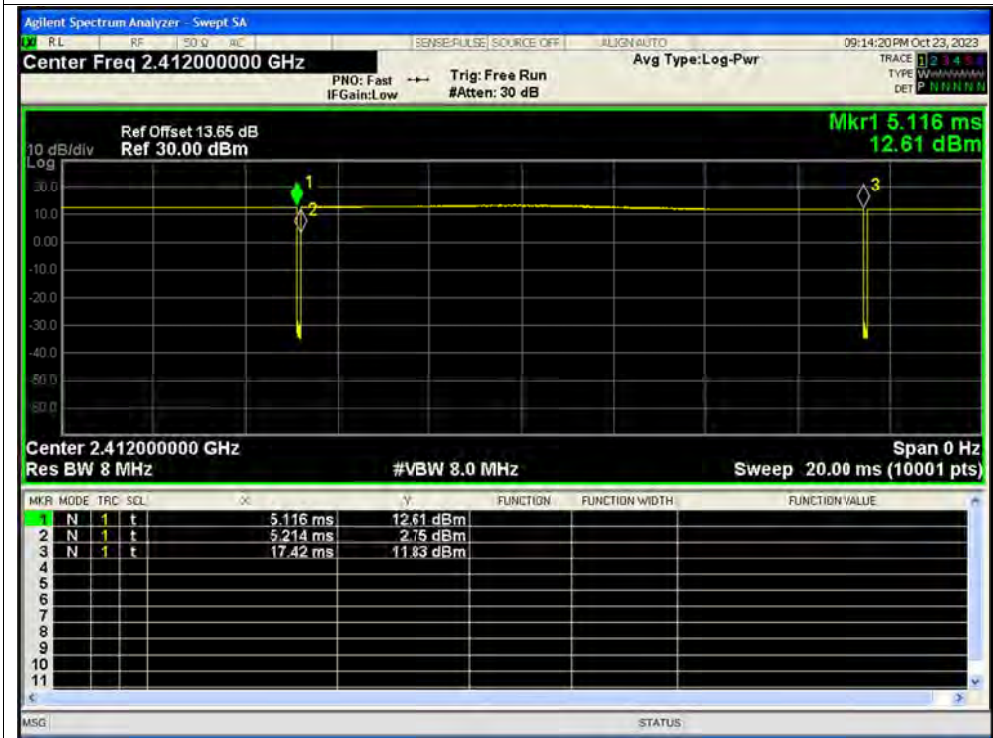 Agilent Spectrum Analyzer - Swept SA
RL RF 50 Ω AC SENSE:PULSE SOURCE OFF ALIGN AUTO 09:14:20 PM Oct 23, 2023
Center Freq 2.412000000 GHz
Avg Type:Log-Pwr
TRACE 1 2 3 4 5 6
PNO: Fast Trig: Free Run
TYPE
IFGain:Low #Atten: 30 dB
DET P N N N N N
Mkr1 5.116 ms
Ref Offset 13.65 dB
12.61 dBm
10 dB/div Ref 30.00 dBm
Log
1
3
20.0
2
10.0
0.00
-10.0
-20.0
-30.0
-40.0
-50.0
-60.0
Center 2.412000000 GHz Span 0 Hz
Res BW 8 MHz #VBW 8.0 MHz Sweep 20.00 ms (10001 pts)
MKR MODE TRC SCL X Y FUNCTION FUNCTION WIDTH FUNCTION VALUE
1 N 1 t 5.116 ms 12.61 dBm
2 N 1 t 5.214 ms 2.75 dBm
3 N 1 t 17.42 ms 11.83 dBm
4
5
6
7
8
9
10
11
MSG STATUS